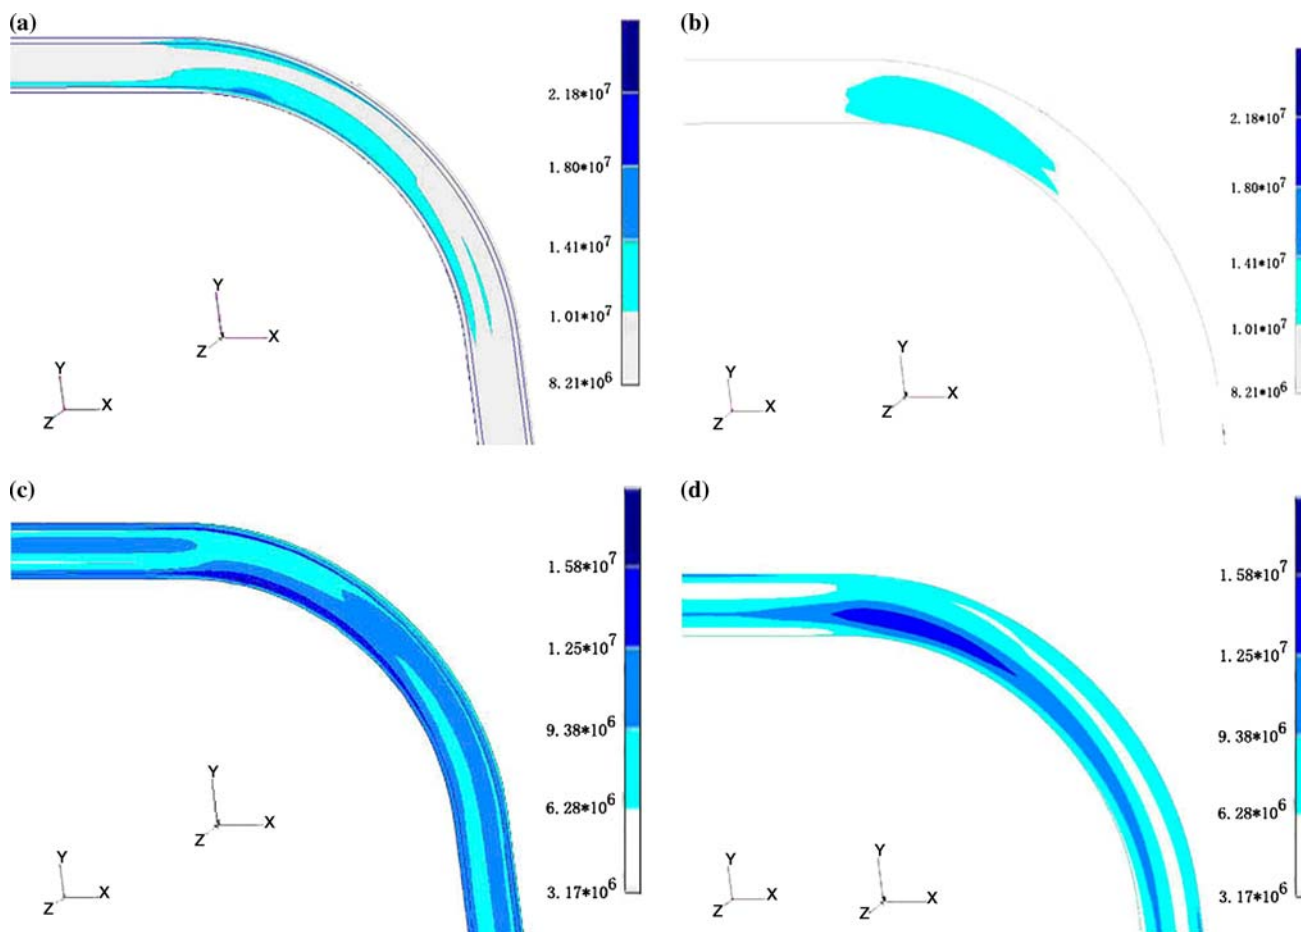 (a)
2.18*10^7
1.80*10^7
1.41*10^7
1.01*10^7
8.21*10^6
Y
X
Z
Y
X
Z
(b)
2.18*10^7
1.80*10^7
1.41*10^7
1.01*10^7
8.21*10^6
Y
X
Z
Y
X
Z
(c)
1.58*10^7
1.25*10^7
9.38*10^6
6.28*10^6
3.17*10^6
Y
X
Z
Y
X
Z
(d)
1.58*10^7
1.25*10^7
9.38*10^6
6.28*10^6
3.17*10^6
Y
X
Z
Y
X
Z